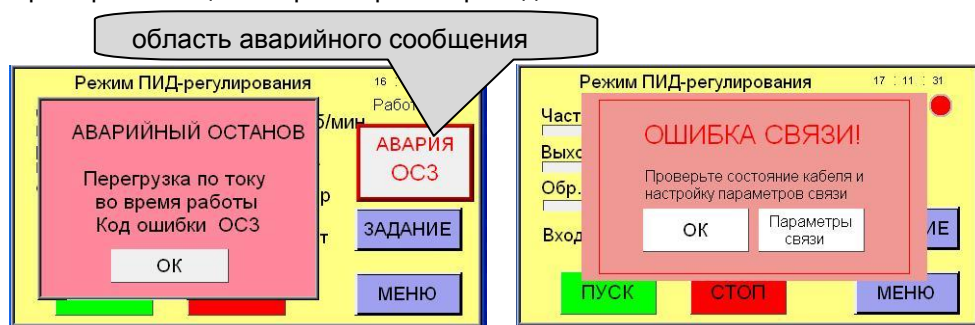 область аварийного сообщения
Режим ПИД-регулирования
16 :
Работ
б/мин
АВАРИЙНЫЙ ОСТАНОВ
Перегрузка по току
во время работы
Код ошибки ОС3
ОК
АВАРИЯ
ОС3
р
т
ЗАДАНИЕ
МЕНЮ
Режим ПИД-регулирования
17 : 11 : 31
Част
Выхо
Обр.
Вход
ОШИБКА СВЯЗИ!
Проверьте состояние кабеля и
настройку параметров связи
ОК
Параметры
связи
ИЕ
ПУСК
СТОП
МЕНЮ